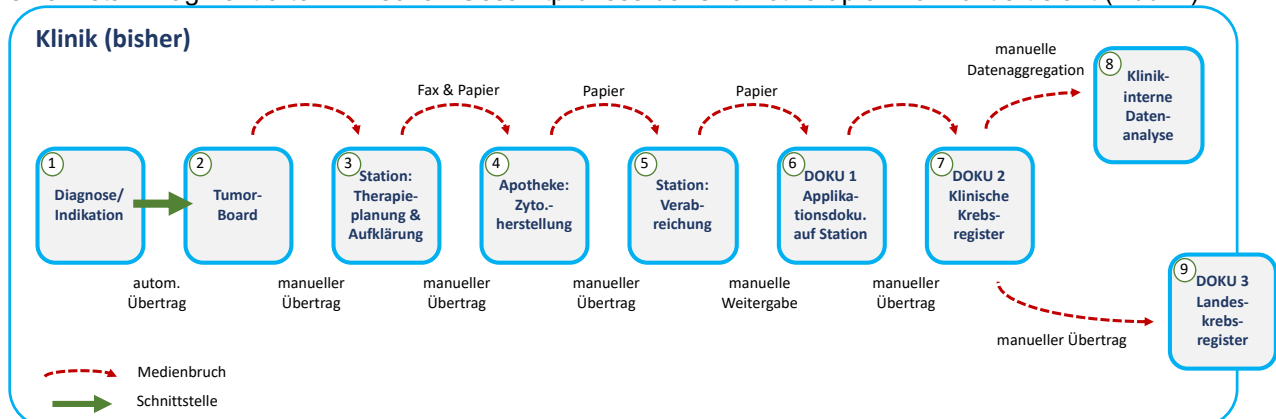 Klinik (bisher)
manuelle
Datenaggregation
Fax & Papier
Papier
Papier
8
Klinik-
interne
Daten-
analyse
1
Diagnose/
Indikation
2
Tumor-
Board
3
Station:
Therapie-
planung &
Aufklärung
4
Apotheke:
Zyto.-
herstellung
5
Station:
Verab-
reichung
6
DOKU 1
Applika-
tionsdoku.
auf Station
7
DOKU 2
Klinische
Krebs-
register
autom.
Übertrag
manueller
Übertrag
manueller
Übertrag
manueller
Übertrag
manuelle
Weitergabe
manueller
Übertrag
9
DOKU 3
Landes-
krebs-
register
manueller Übertrag
Medienbruch
Schnittstelle